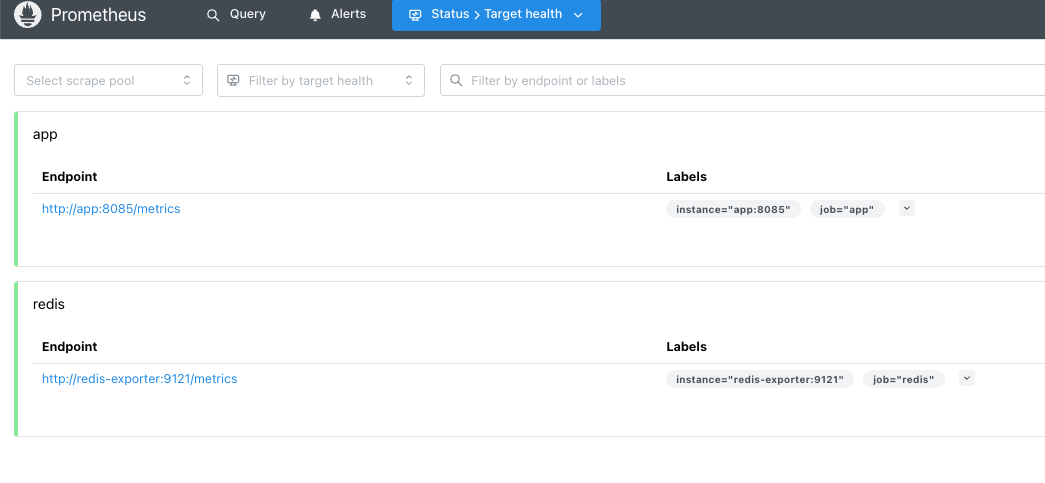 Prometheus Query Alerts Status > Target health
Select scrape pool Filter by target health Filter by endpoint or labels
app
Endpoint Labels
http://app:8085/metrics instance="app:8085" job="app"
redis
Endpoint Labels
http://redis-exporter:9121/metrics instance="redis-exporter:9121" job="redis"